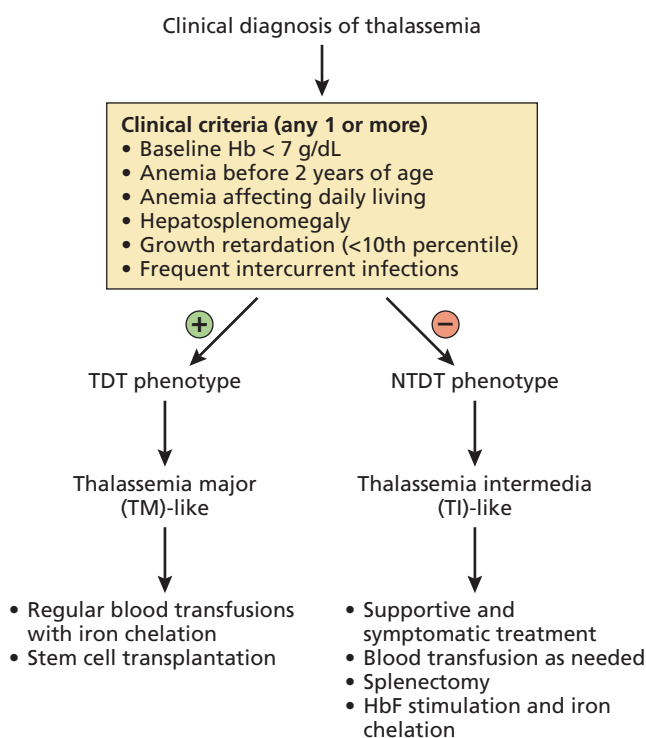 Clinical diagnosis of thalassemia
Clinical criteria (any 1 or more)
• Baseline Hb < 7 g/dL
• Anemia before 2 years of age
• Anemia affecting daily living
• Hepatosplenomegaly
• Growth retardation (<10th percentile)
• Frequent intercurrent infections
+
−
TDT phenotype
NTDT phenotype
Thalassemia major
(TM)-like
Thalassemia intermedia
(TI)-like
• Regular blood transfusions
with iron chelation
• Stem cell transplantation
• Supportive and
symptomatic treatment
• Blood transfusion as needed
• Splenectomy
• HbF stimulation and iron
chelation